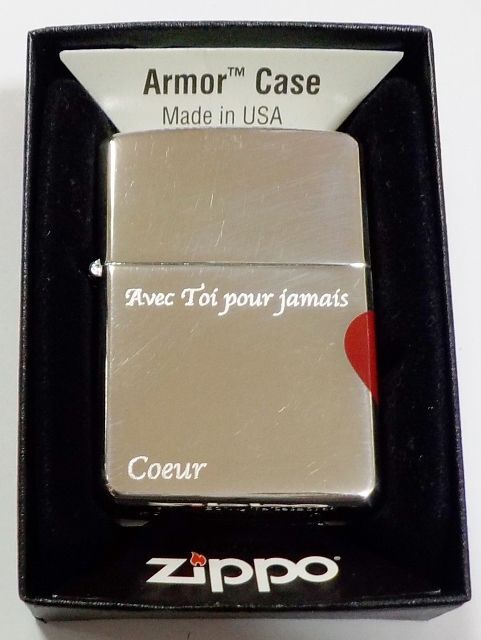 Armor™ Case
Made in USA
Avec Toi pour jamais
Coeur
zippo®